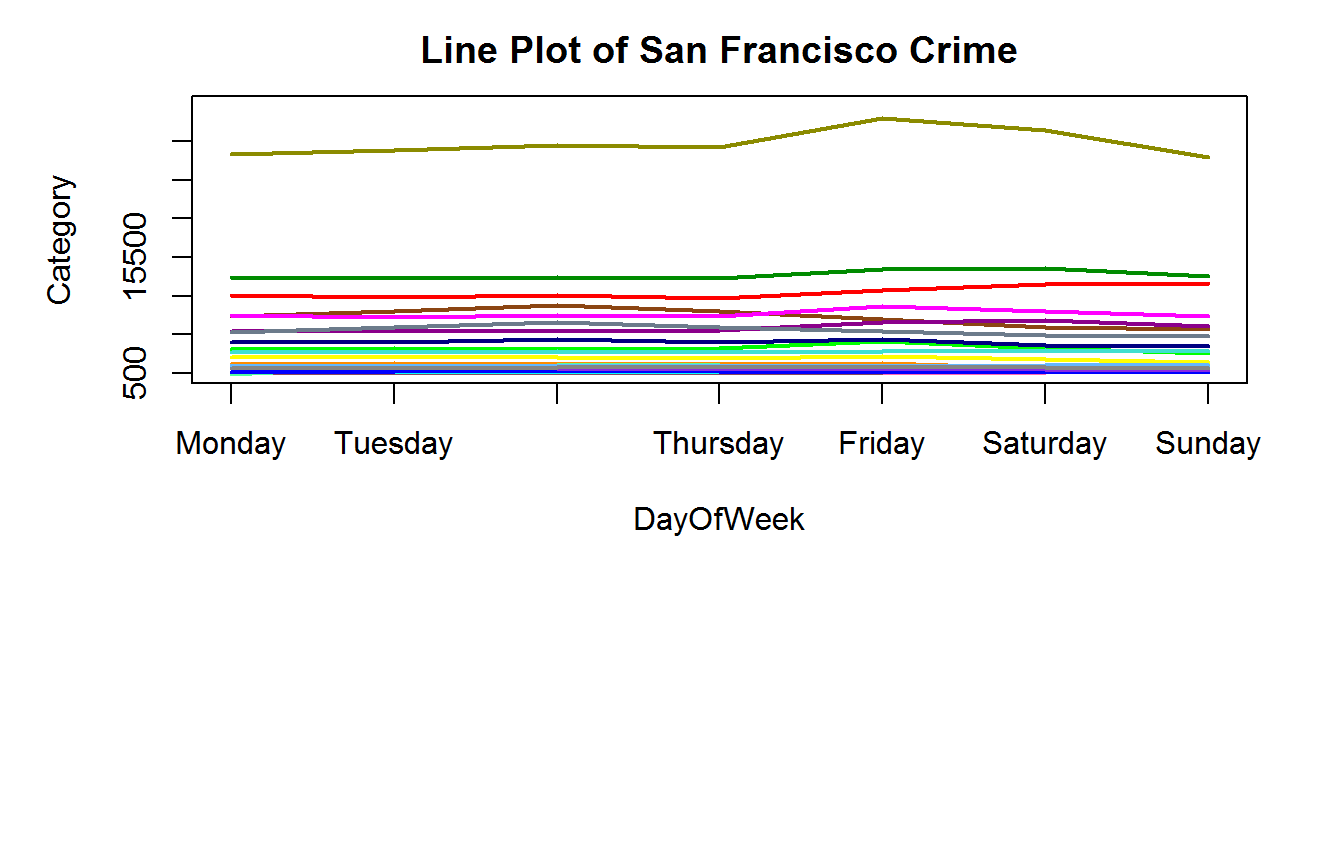 Line Plot of San Francisco Crime
Category
15500
500
Monday Tuesday Thursday Friday Saturday Sunday
DayOfWeek